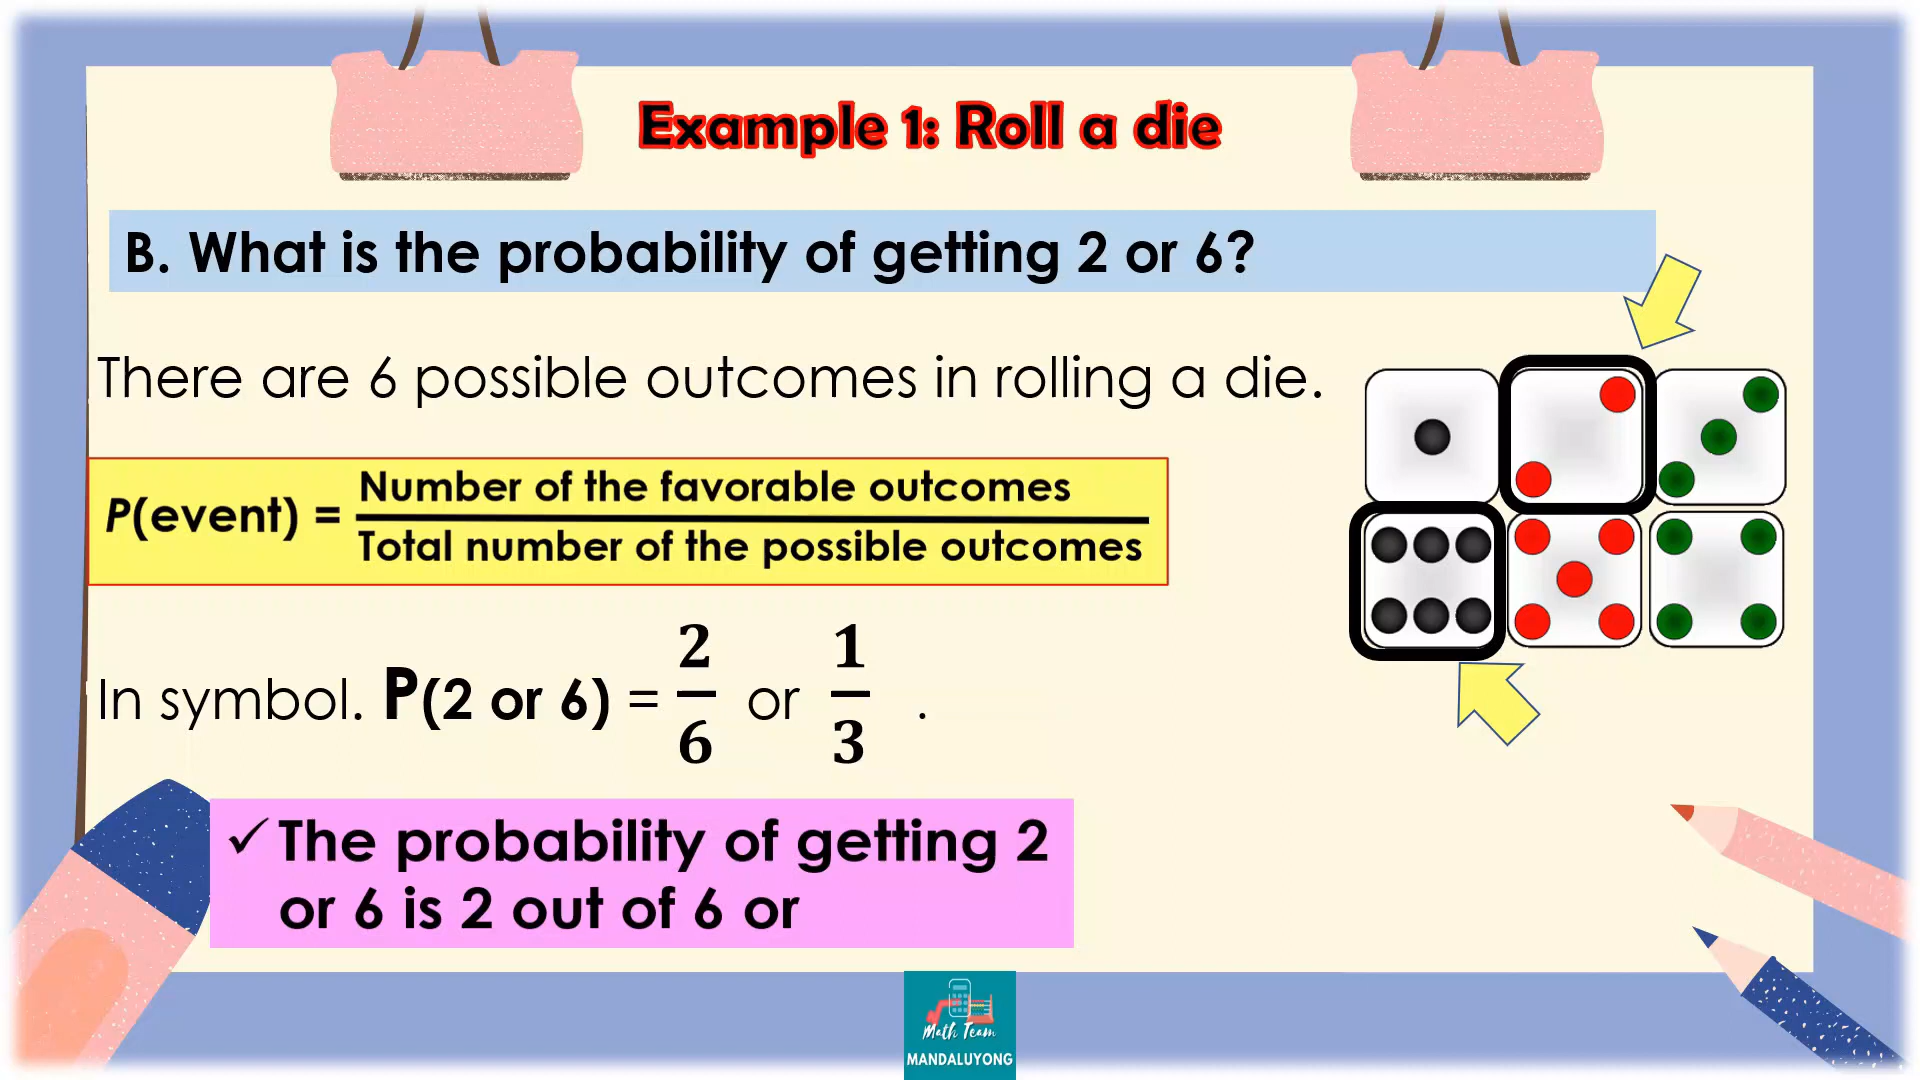 Example 1: Roll a die
B. What is the probability of getting 2 or 6?
There are 6 possible outcomes in rolling a die.
P(event) = Number of the favorable outcomes
Total number of the possible outcomes
In symbol. P(2 or 6) = 2/6 or 1/3 .
✓ The probability of getting 2
or 6 is 2 out of 6 or
Math Team
MANDALUYONG